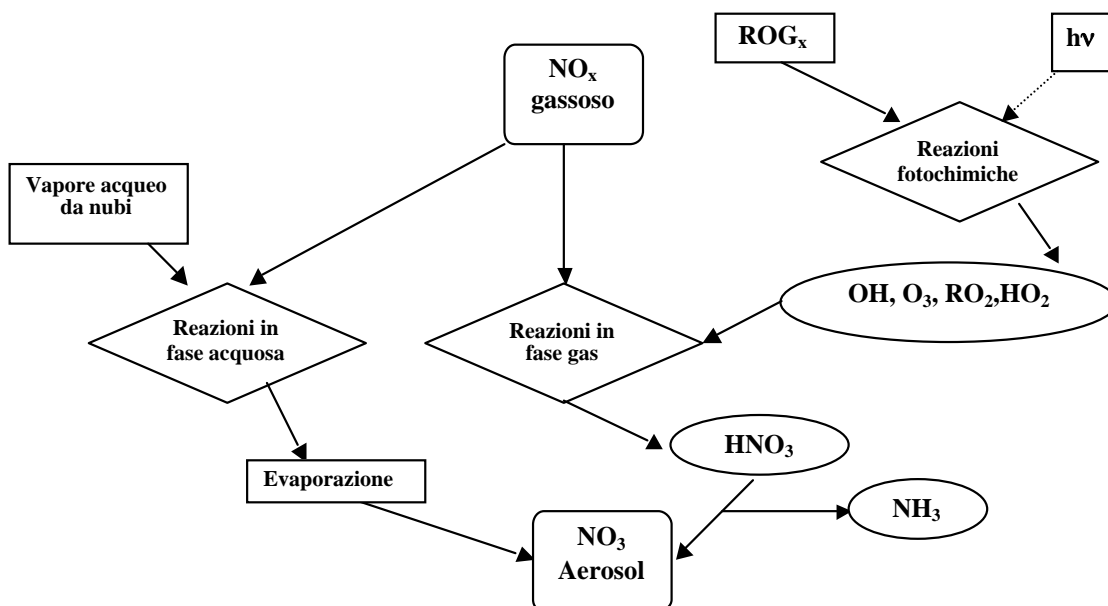 ROGₓ
hν
NOₓ
gassoso
Reazioni
fotochimiche
Vapore acqueo
da nubi
OH, O₃, RO₂,HO₂
Reazioni in
fase acquosa
Reazioni in
fase gas
HNO₃
Evaporazione
NH₃
NO₃
Aerosol